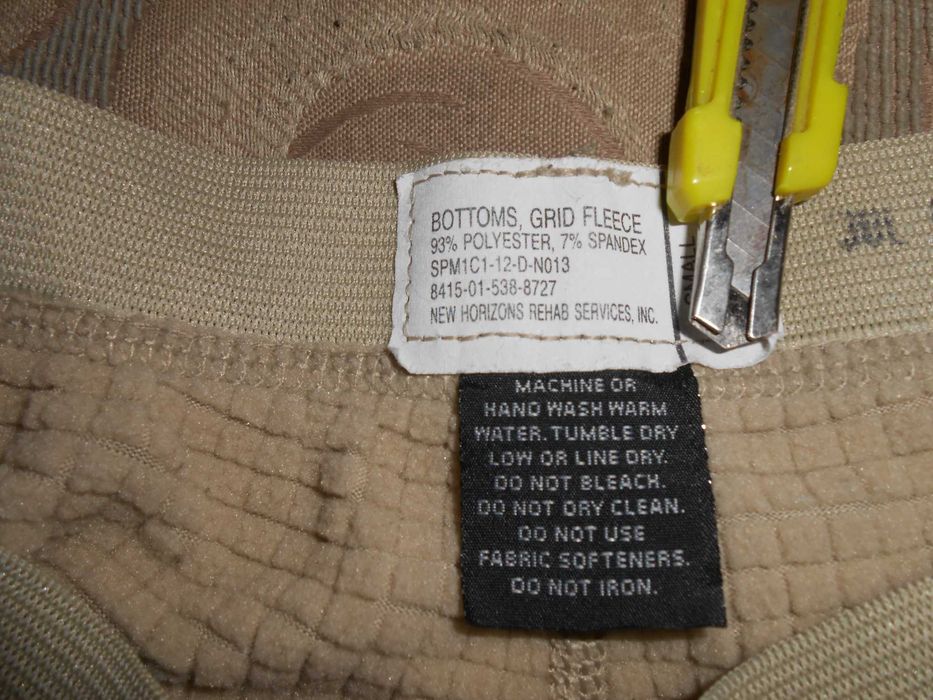 BOTTOMS, GRID FLEECE
93% POLYESTER, 7% SPANDEX
SPM1C1-12-D-N013
8415-01-538-8727
NEW HORIZONS REHAB SERVICES, INC.
MACHINE OR
HAND WASH WARM
WATER. TUMBLE DRY
LOW OR LINE DRY.
DO NOT BLEACH.
DO NOT DRY CLEAN.
DO NOT USE
FABRIC SOFTENERS.
DO NOT IRON.